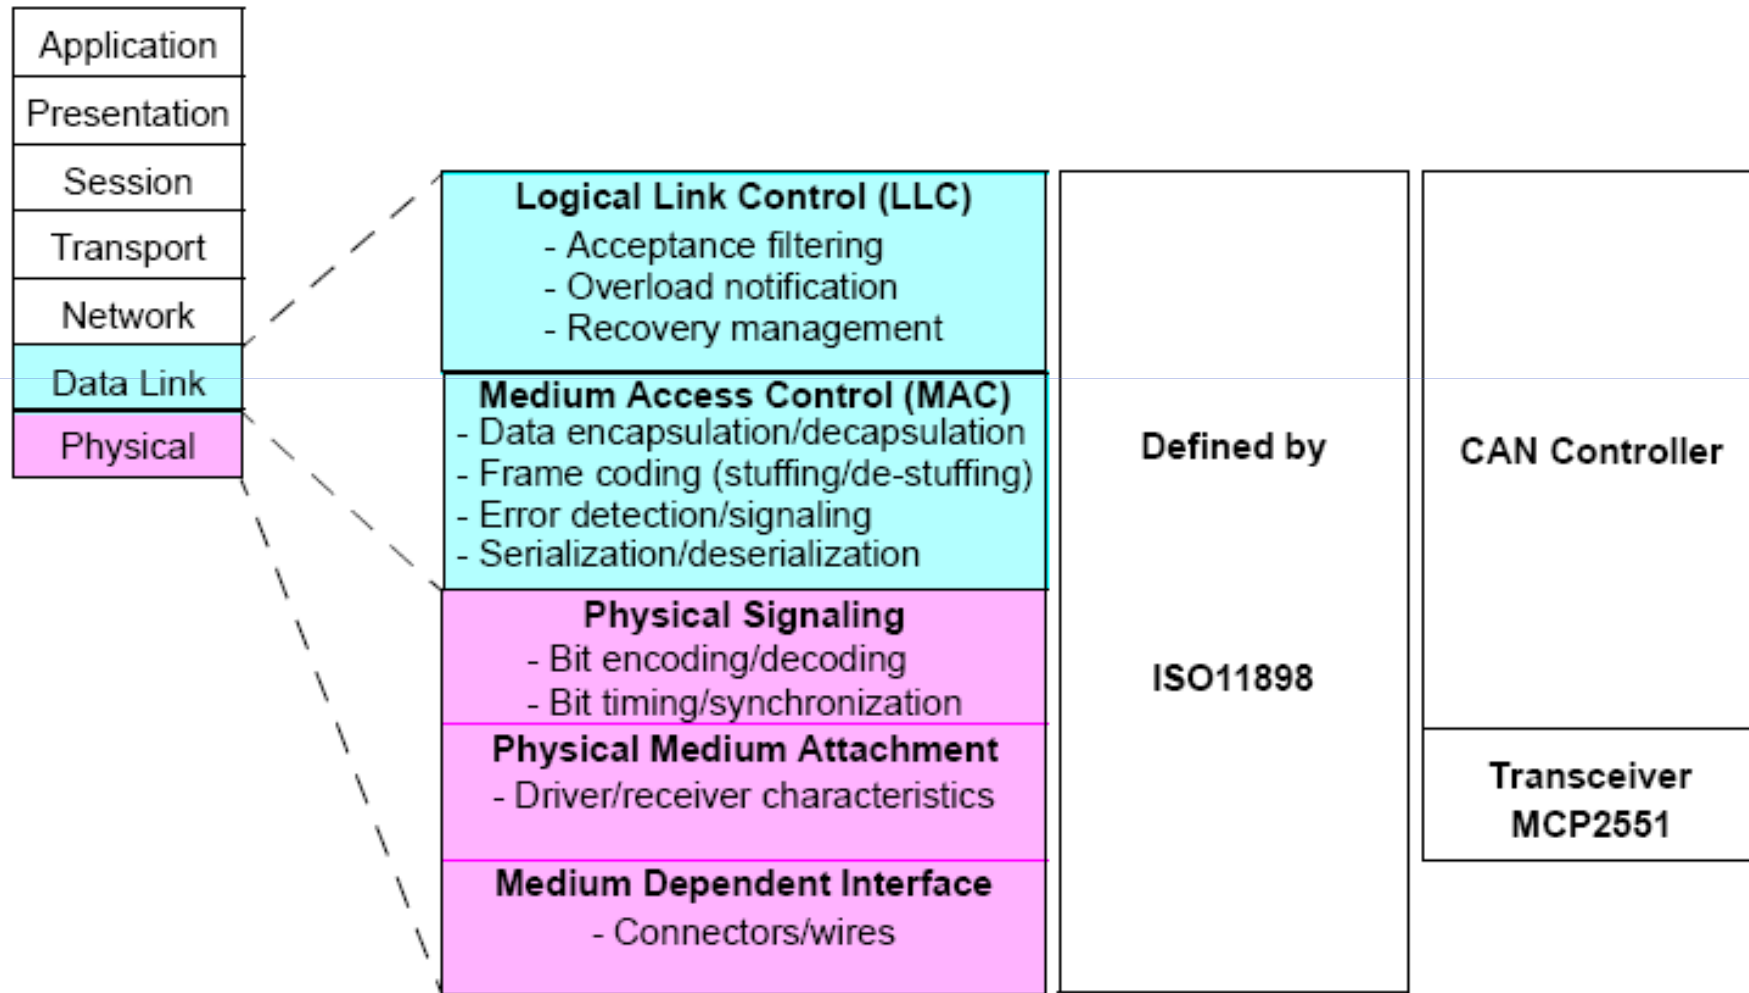 Application
Presentation
Session
Transport
Network
Data Link
Physical
Logical Link Control (LLC)
- Acceptance filtering
- Overload notification
- Recovery management
Medium Access Control (MAC)
- Data encapsulation/decapsulation
- Frame coding (stuffing/de-stuffing)
- Error detection/signaling
- Serialization/deserialization
Physical Signaling
- Bit encoding/decoding
- Bit timing/synchronization
Physical Medium Attachment
- Driver/receiver characteristics
Medium Dependent Interface
- Connectors/wires
Defined by
ISO11898
CAN Controller
Transceiver
MCP2551